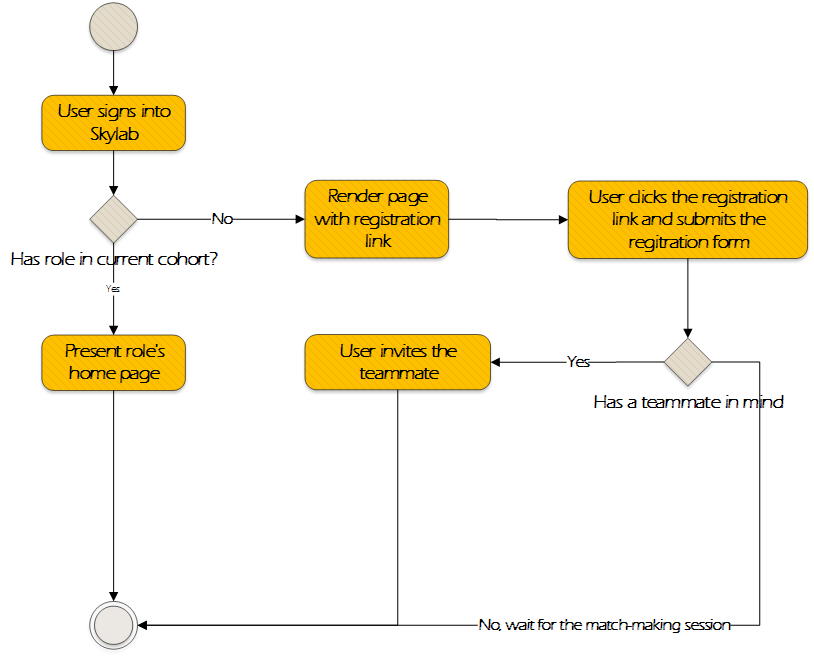 User signs into
Skylab
No
Render page
with registration
link
User clicks the registration
link and submits the
regitration form
Has role in current cohort?
Yes
Present role's
home page
User invites the
teammate
Yes
Has a teammate in mind
No, wait for the match-making session